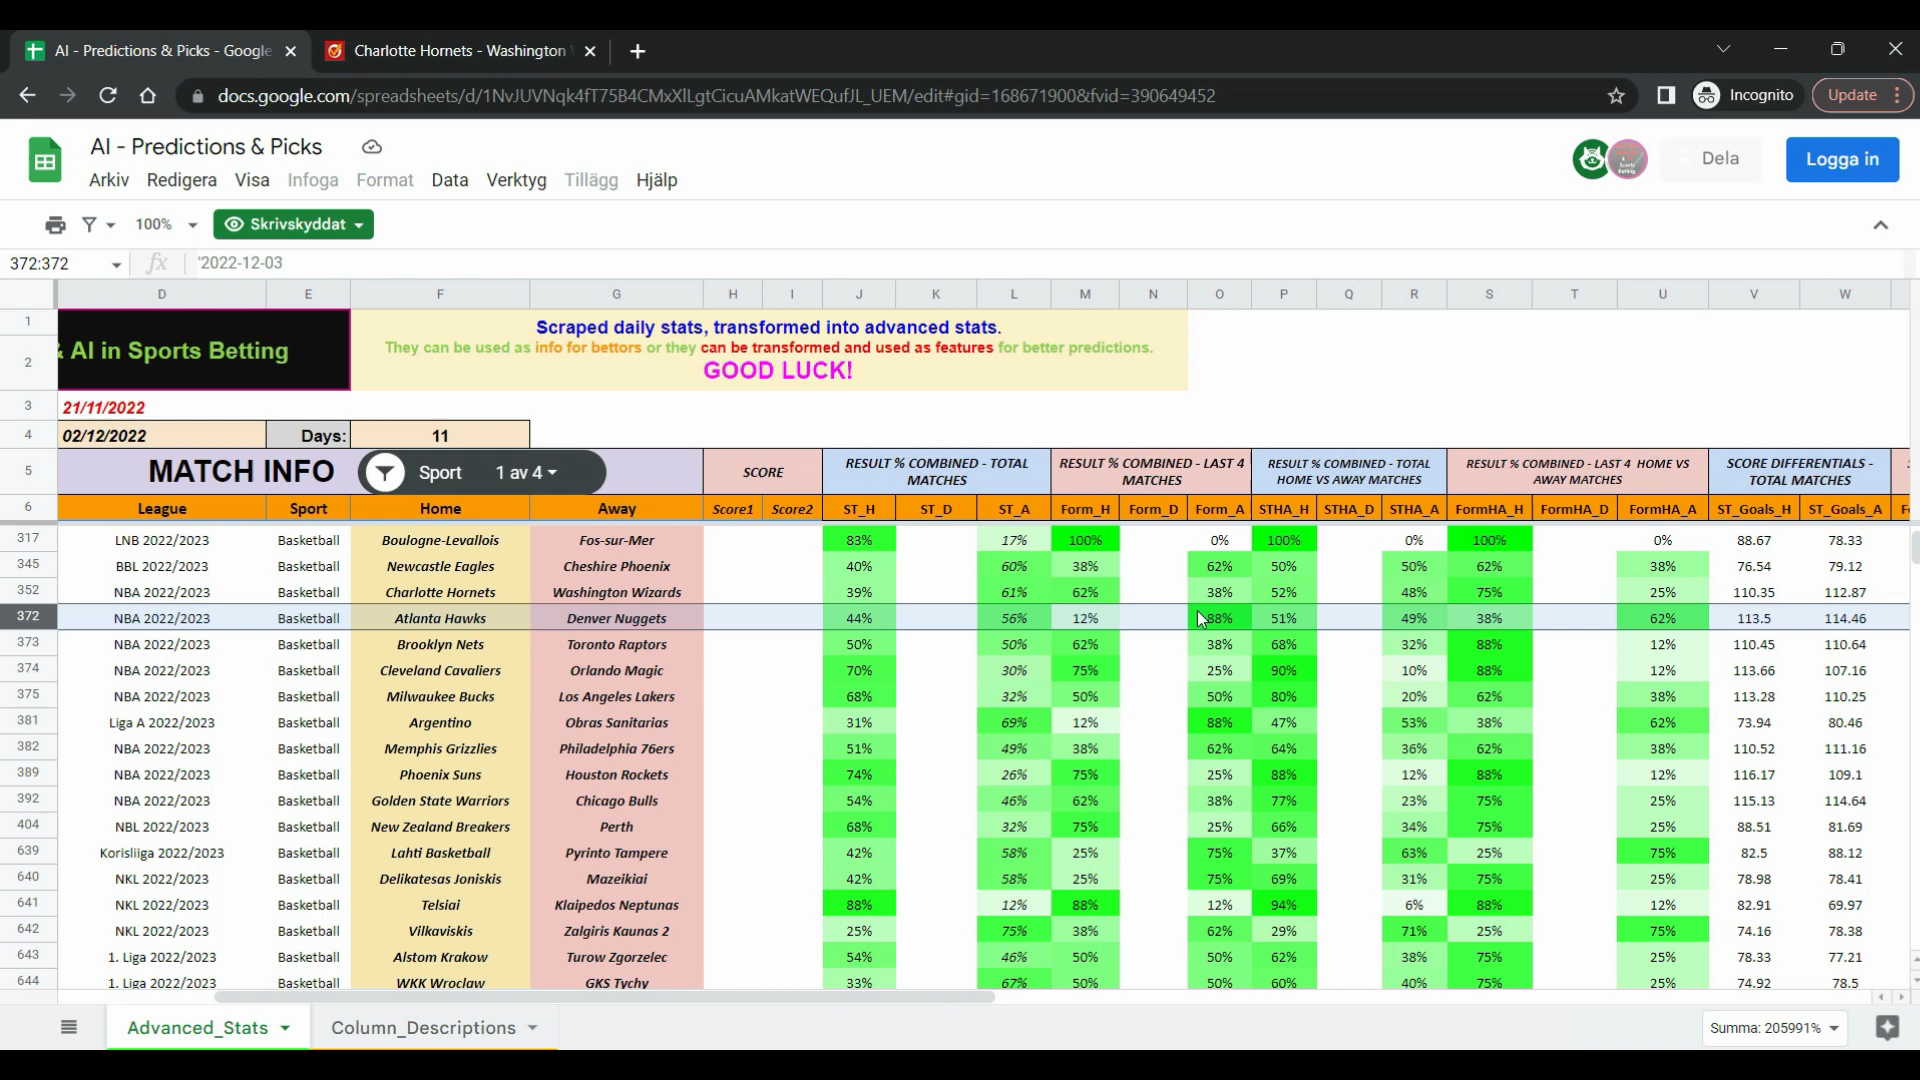 AI - Predictions & Picks - Google
Charlotte Hornets - Washington
docs.google.com/spreadsheets/d/1NvJUVNqk4fT75B4CMxXlLgtCicuAMkatWEQufJL_UEM/edit#gid=168671900&fvid=390649452
Incognito
Update
AI - Predictions & Picks
Arkiv Redigera Visa Infoga Format Data Verktyg Tillägg Hjälp
Dela
Logga in
100%
Skrivskyddat
372:372
fx
'2022-12-03
D E F G H I J K L M N O P Q R S T U V W
1
Scraped daily stats, transformed into advanced stats.
2
& AI in Sports Betting
They can be used as info for bettors or they can be transformed and used as features for better predictions.
GOOD LUCK!
3 21/11/2022
4 02/12/2022 Days: 11
5 MATCH INFO
Sport 1 av 4
SCORE
RESULT % COMBINED - TOTAL MATCHES
RESULT % COMBINED - LAST 4 MATCHES
RESULT % COMBINED - TOTAL HOME VS AWAY MATCHES
RESULT % COMBINED - LAST 4 HOME VS AWAY MATCHES
SCORE DIFFERENTIALS - TOTAL MATCHES
6 League Sport Home Away Score1 Score2 ST_H ST_D ST_A Form_H Form_D Form_A STHA_H STHA_D STHA_A FormHA_H FormHA_D FormHA_A ST_Goals_H ST_Goals_A
317 LNB 2022/2023 Basketball Boulogne-Levallois Fos-sur-Mer 83% 17% 100% 0% 100% 0% 100% 0% 88.67 78.33
345 BBL 2022/2023 Basketball Newcastle Eagles Cheshire Phoenix 40% 60% 38% 62% 50% 50% 62% 38% 76.54 79.12
352 NBA 2022/2023 Basketball Charlotte Hornets Washington Wizards 39% 61% 62% 38% 52% 48% 75% 25% 110.35 112.87
372 NBA 2022/2023 Basketball Atlanta Hawks Denver Nuggets 44% 56% 12% 88% 51% 49% 38% 62% 113.5 114.46
373 NBA 2022/2023 Basketball Brooklyn Nets Toronto Raptors 50% 50% 62% 38% 68% 32% 88% 12% 110.45 110.64
374 NBA 2022/2023 Basketball Cleveland Cavaliers Orlando Magic 70% 30% 75% 25% 90% 10% 88% 12% 113.66 107.16
375 NBA 2022/2023 Basketball Milwaukee Bucks Los Angeles Lakers 68% 32% 50% 50% 80% 20% 62% 38% 113.28 110.25
381 Liga A 2022/2023 Basketball Argentino Obras Sanitarias 31% 69% 12% 88% 47% 53% 38% 62% 73.94 80.46
382 NBA 2022/2023 Basketball Memphis Grizzlies Philadelphia 76ers 51% 49% 38% 62% 64% 36% 62% 38% 110.52 111.16
389 NBA 2022/2023 Basketball Phoenix Suns Houston Rockets 74% 26% 75% 25% 88% 12% 88% 12% 116.17 109.1
392 NBA 2022/2023 Basketball Golden State Warriors Chicago Bulls 54% 46% 62% 38% 77% 23% 75% 25% 115.13 114.64
404 NBL 2022/2023 Basketball New Zealand Breakers Perth 68% 32% 75% 25% 66% 34% 75% 25% 88.51 81.69
639 Korisliiga 2022/2023 Basketball Lahti Basketball Pyrinto Tampere 42% 58% 25% 75% 37% 63% 25% 75% 82.5 88.12
640 NKL 2022/2023 Basketball Delikatesas Joniskis Mazeikiai 42% 58% 25% 75% 69% 31% 75% 25% 78.98 78.41
641 NKL 2022/2023 Basketball Telsiai Klaipedos Neptunas 88% 12% 88% 12% 94% 6% 88% 12% 82.91 69.97
642 NKL 2022/2023 Basketball Vilkaviskis Zalgiris Kaunas 2 25% 75% 38% 62% 29% 71% 25% 75% 74.16 78.38
643 1. Liga 2022/2023 Basketball Alstom Krakow Turow Zgorzelec 54% 46% 50% 50% 62% 38% 75% 25% 78.33 77.21
644 1. Liga 2022/2023 Basketball WKK Wroclaw GKS Tychy 33% 67% 50% 50% 60% 40% 75% 25% 74.92 78.5
Advanced_Stats
Column_Descriptions
Summa: 205991%